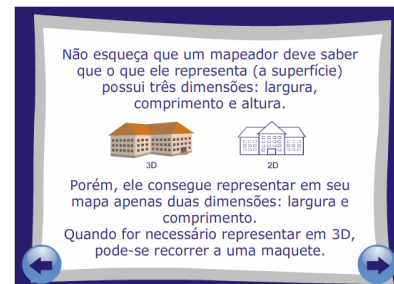 Não esqueça que um mapeador deve saber
que o que ele representa (a superfície)
possui três dimensões: largura,
comprimento e altura.
3D
2D
Porém, ele consegue representar em seu
mapa apenas duas dimensões: largura e
comprimento.
Quando for necessário representar em 3D,
pode-se recorrer a uma maquete.